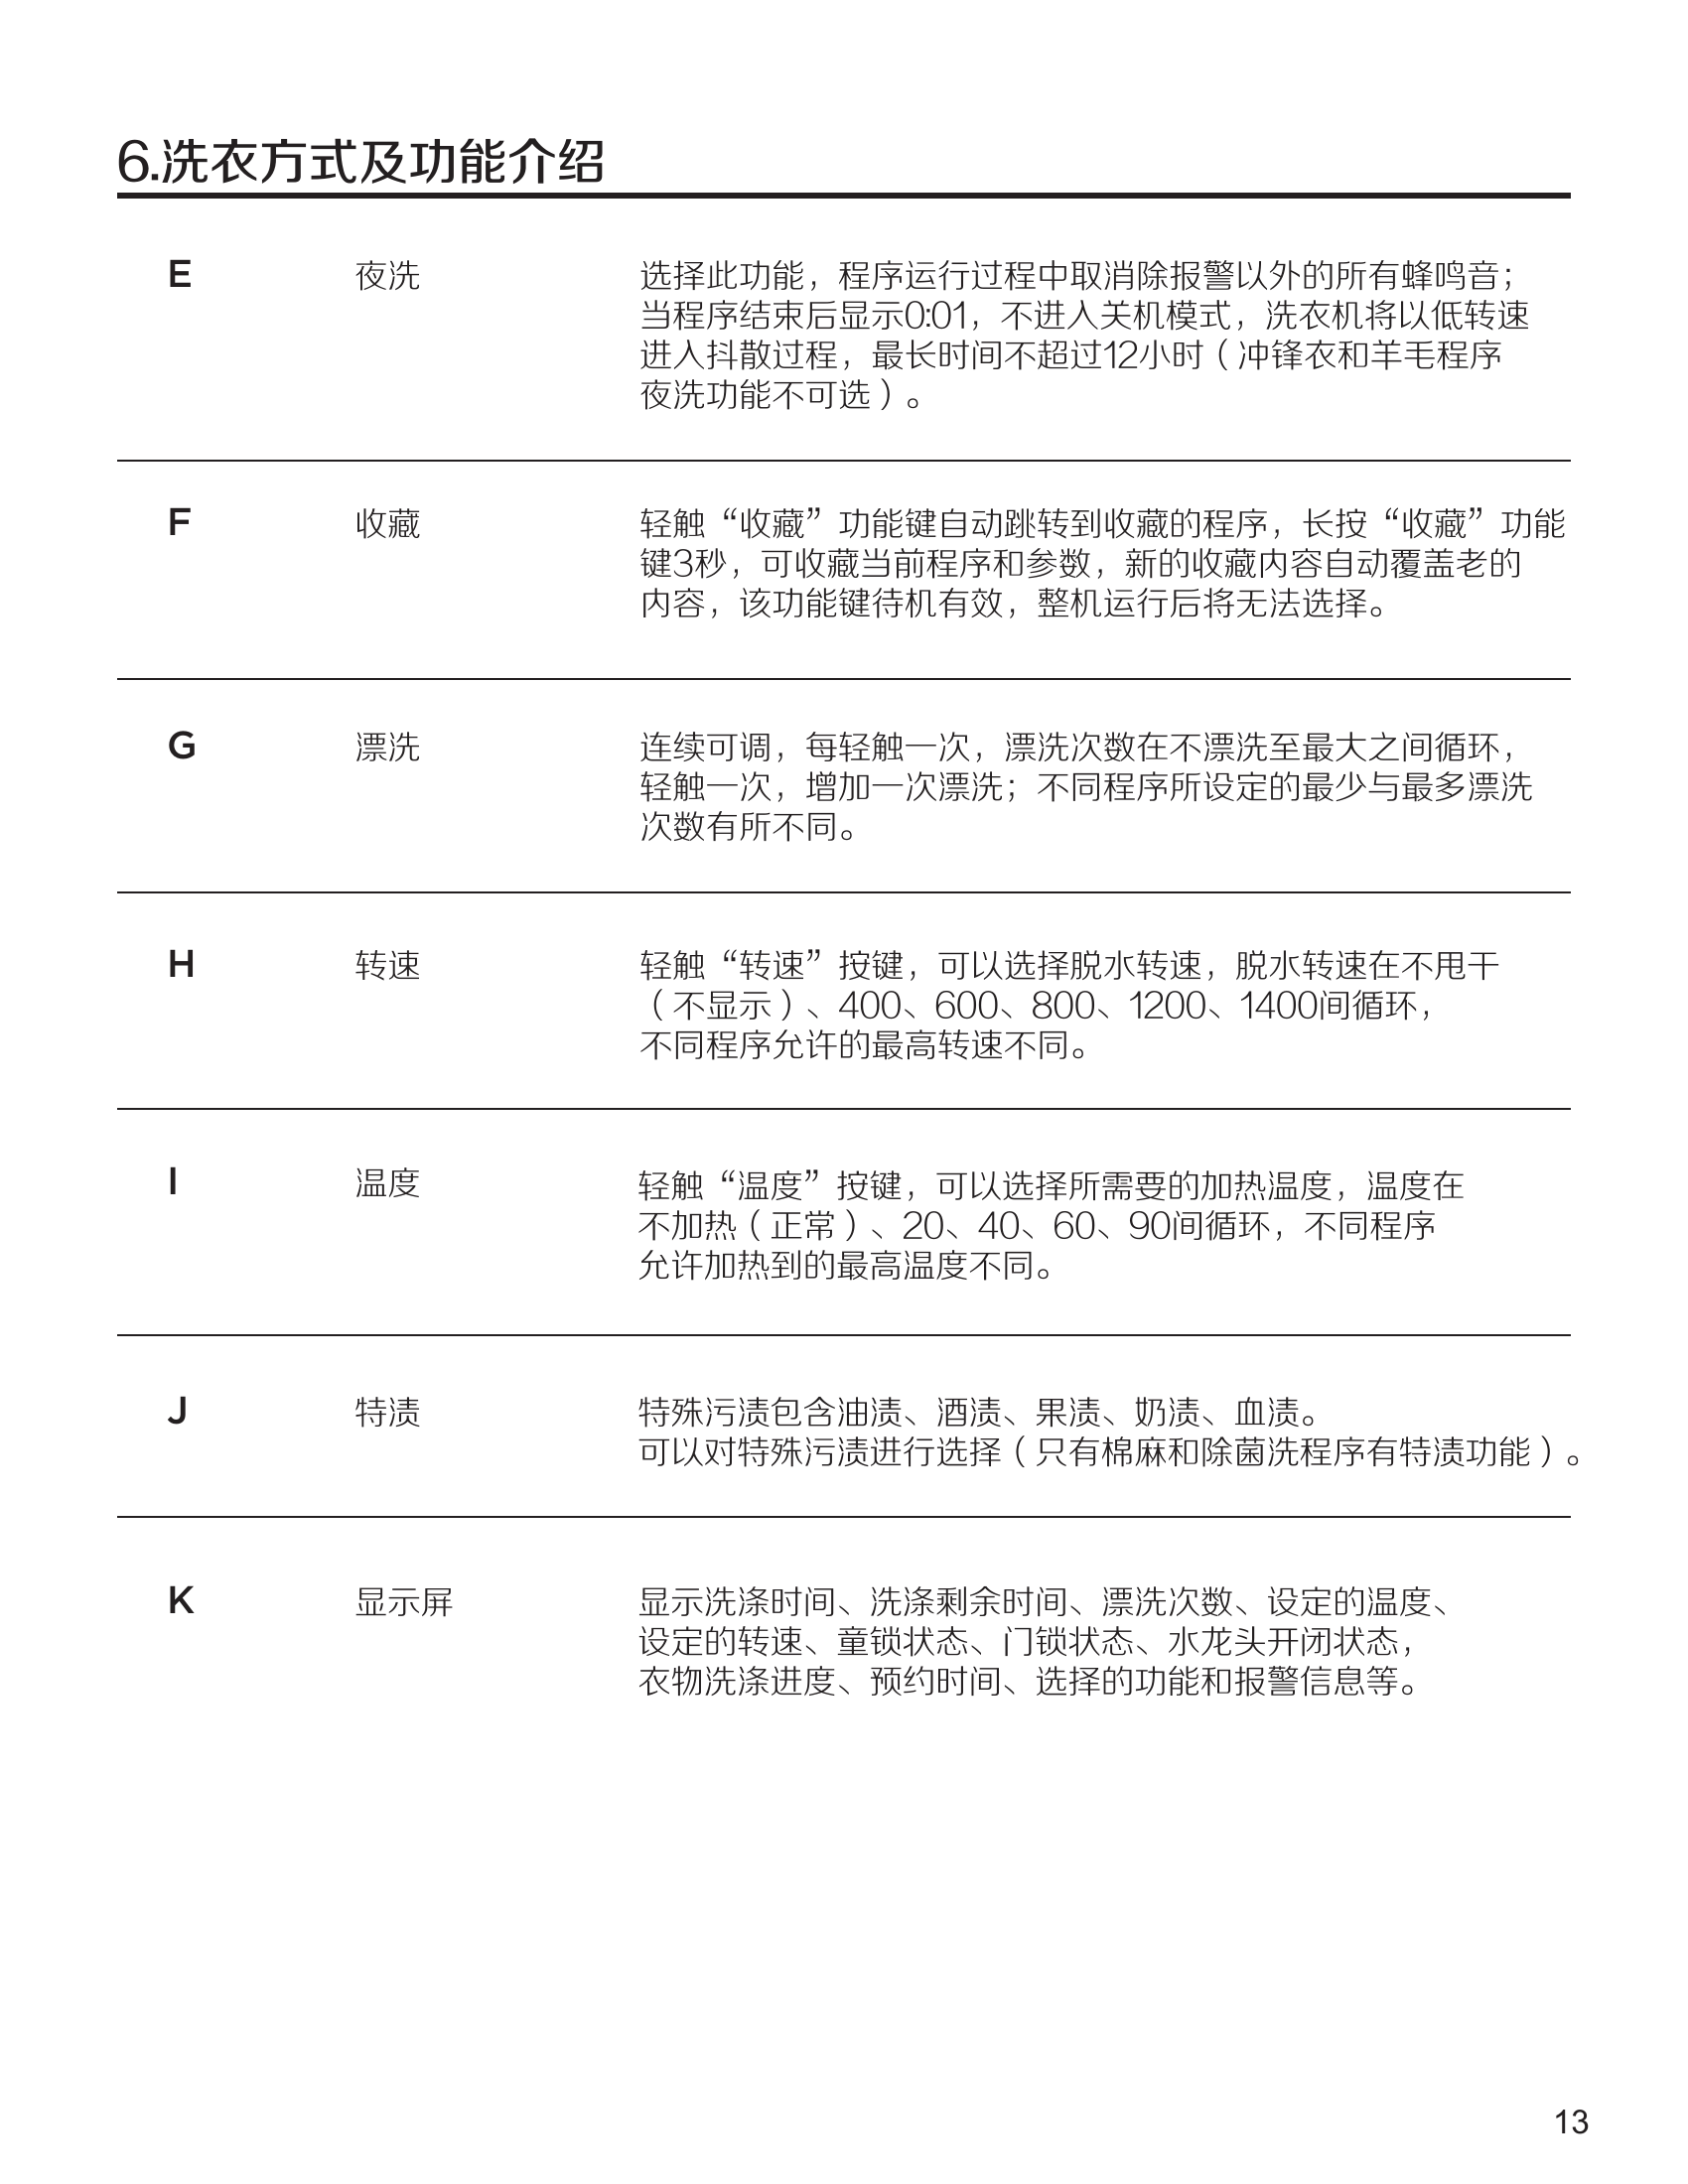 6.洗衣方式及功能介绍
E 夜洗 选择此功能，程序运行过程中取消除报警以外的所有蜂鸣音；
当程序结束后显示0:01，不进入关机模式，洗衣机将以低转速
进入抖散过程，最长时间不超过12小时（冲锋衣和羊毛程序
夜洗功能不可选）。
F 收藏 轻触“收藏”功能键自动跳转到收藏的程序，长按“收藏”功能
键3秒，可收藏当前程序和参数，新的收藏内容自动覆盖老的
内容，该功能键待机有效，整机运行后将无法选择。
G 漂洗 连续可调，每轻触一次，漂洗次数在不漂洗至最大之间循环，
轻触一次，增加一次漂洗；不同程序所设定的最少与最多漂洗
次数有所不同。
H 转速 轻触“转速”按键，可以选择脱水转速，脱水转速在不甩干
（不显示）、400、600、800、1200、1400间循环，
不同程序允许的最高转速不同。
I 温度 轻触“温度”按键，可以选择所需要的加热温度，温度在
不加热（正常）、20、40、60、90间循环，不同程序
允许加热到的最高温度不同。
J 特渍 特殊污渍包含油渍、酒渍、果渍、奶渍、血渍。
可以对特殊污渍进行选择（只有棉麻和除菌洗程序有特渍功能）。
K 显示屏 显示洗涤时间、洗涤剩余时间、漂洗次数、设定的温度、
设定的转速、童锁状态、门锁状态、水龙头开闭状态，
衣物洗涤进度、预约时间、选择的功能和报警信息等。
13